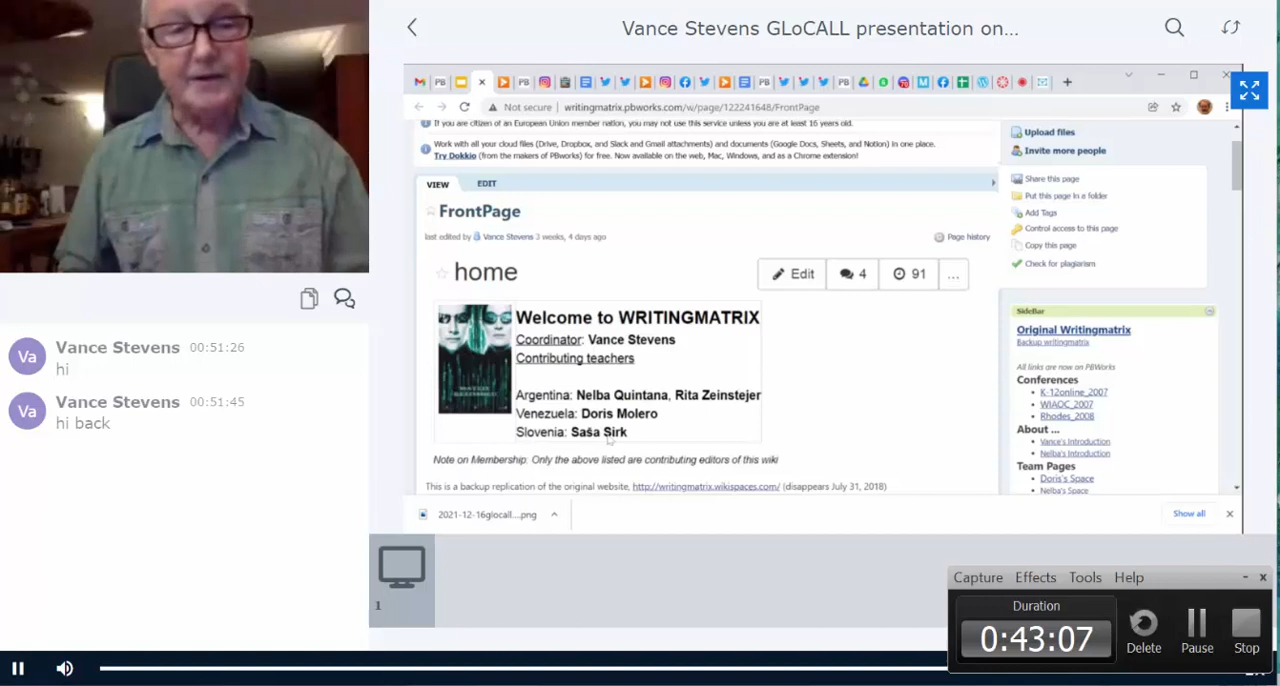 Vance Stevens GLoCALL presentation on...
Not secure | writingmatrix.pbworks.com/w/page/122241648/FrontPage
If you are citizen of an European Union member nation, you may not use this service unless you are at least 16 years old.
Work with all your cloud files (Drive, Dropbox, and Slack and Gmail attachments) and documents (Google Docs, Sheets, and Notion) in one place.
Try Dokkio (from the makers of PBworks) for free. Now available on the web, Mac, Windows, and as a Chrome extension!
VIEW EDIT
FrontPage
last edited by Vance Stevens 3 weeks, 4 days ago
Page history
home
Edit 4 91 ...
Welcome to WRITINGMATRIX
Coordinator: Vance Stevens
Contributing teachers
Argentina: Nelba Quintana, Rita Zeinstejer
Venezuela: Doris Molero
Slovenia: Saša Sirk
Note on Membership: Only the above listed are contributing editors of this wiki
This is a backup replication of the original website, http://writingmatrix.wikispaces.com/ (disappears July 31, 2018)
Upload files
Invite more people
Share this page
Put this page in a folder
Add Tags
Control access to this page
Copy this page
Check for plagiarism
SideBar
Original Writingmatrix
Backup writingmatrix
All links are now on PBWorks
Conferences
K-12online_2007
WIAOC_2007
Rhodes_2008
About ...
Vance's Introduction
Nelba's Introduction
Team Pages
Doris's Space
Nelba's Space
2021-12-16glocall....png
Show all
Va
Vance Stevens 00:51:26
hi
Va
Vance Stevens 00:51:45
hi back
1
Capture Effects Tools Help
Duration
0:43:07
Delete Pause Stop